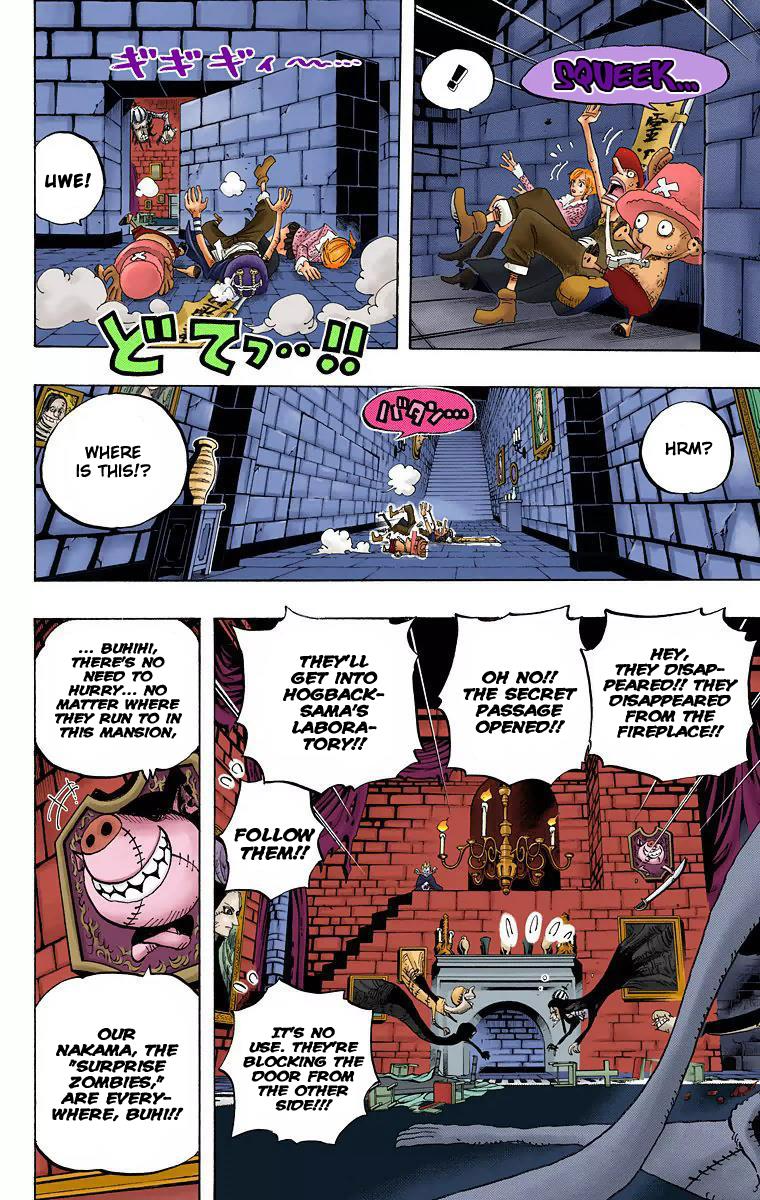 !
SQUEEK...
霊
ギギギィ〜〜…
UWE!
どてっ・・!!
HRM?
バタン・・・・
WHERE
IS THIS!?
HEY,
THEY DISAP-
PEARED!! THEY
DISAPPEARED
FROM THE
FIREPLACE!!
OH NO!!
THE SECRET
PASSAGE
OPENED!!
THEY'LL
GET INTO
HOGBACK-
SAMA'S
LABORA-
TORY!!
FOLLOW
THEM!!
IT'S NO
USE. THEY'RE
BLOCKING THE
DOOR FROM
THE OTHER
SIDE!!!
... BUHIHI,
THERE'S NO
NEED TO
HURRY... NO
MATTER WHERE
THEY RUN TO IN
THIS MANSION,
OUR
NAKAMA, THE
"SURPRISE
ZOMBIES,"
ARE EVERY-
WHERE, BUHI!!